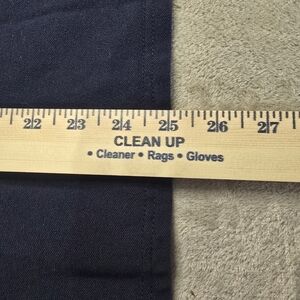 22 23 24 25 26 27
CLEAN UP
• Cleaner • Rags • Gloves